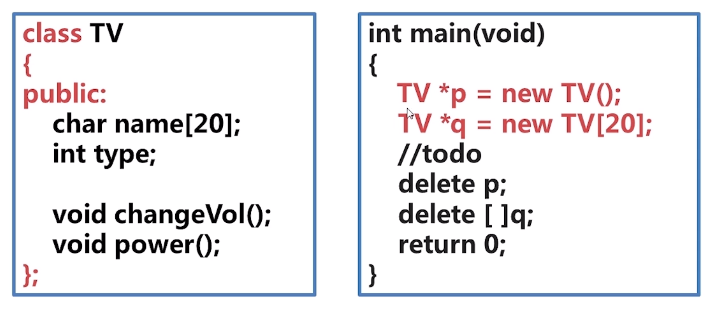 class TV
{
public:
char name[20];
int type;
void changeVol();
void power();
};
int main(void)
{
TV *p = new TV();
TV *q = new TV[20];
//todo
delete p;
delete [ ]q;
return 0;
}